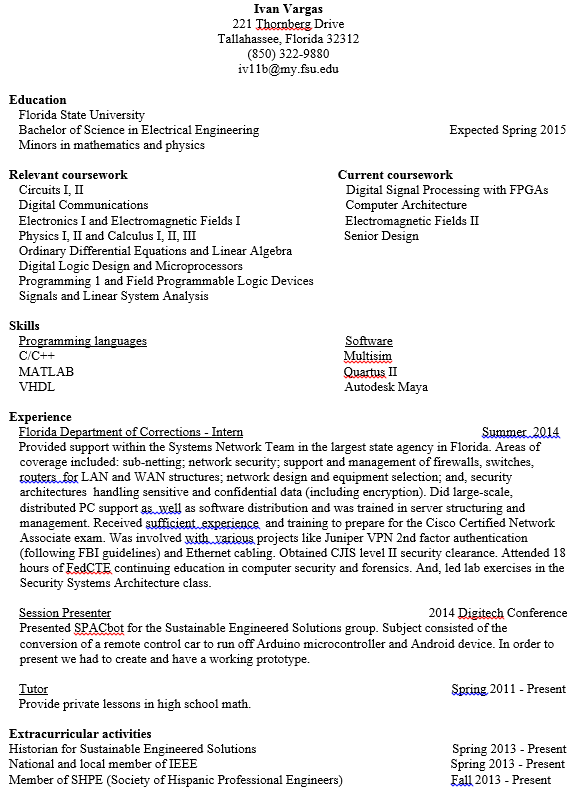 Ivan Vargas
221 Thornberg Drive
Tallahassee, Florida 32312
(850) 322-9880
iv11b@my.fsu.edu
Education
Florida State University
Bachelor of Science in Electrical Engineering Expected Spring 2015
Minors in mathematics and physics
Relevant coursework Current coursework
Circuits I, II Digital Signal Processing with FPGAs
Digital Communications Computer Architecture
Electronics I and Electromagnetic Fields I Electromagnetic Fields II
Physics I, II and Calculus I, II, III Senior Design
Ordinary Differential Equations and Linear Algebra
Digital Logic Design and Microprocessors
Programming 1 and Field Programmable Logic Devices
Signals and Linear System Analysis
Skills
Programming languages Software
C/C++ Multisim
MATLAB Quartus II
VHDL Autodesk Maya
Experience
Florida Department of Corrections - Intern Summer 2014
Provided support within the Systems Network Team in the largest state agency in Florida. Areas of
coverage included: sub-netting; network security; support and management of firewalls, switches,
routers for LAN and WAN structures; network design and equipment selection; and, security
architectures handling sensitive and confidential data (including encryption). Did large-scale,
distributed PC support as well as software distribution and was trained in server structuring and
management. Received sufficient experience and training to prepare for the Cisco Certified Network
Associate exam. Was involved with various projects like Juniper VPN 2nd factor authentication
(following FBI guidelines) and Ethernet cabling. Obtained CJIS level II security clearance. Attended 18
hours of FedCTE continuing education in computer security and forensics. And, led lab exercises in the
Security Systems Architecture class.
Session Presenter 2014 Digitech Conference
Presented SPACbot for the Sustainable Engineered Solutions group. Subject consisted of the
conversion of a remote control car to run off Arduino microcontroller and Android device. In order to
present we had to create and have a working prototype.
Tutor Spring 2011 - Present
Provide private lessons in high school math.
Extracurricular activities
Historian for Sustainable Engineered Solutions Spring 2013 - Present
National and local member of IEEE Spring 2013 - Present
Member of SHPE (Society of Hispanic Professional Engineers) Fall 2013 - Present